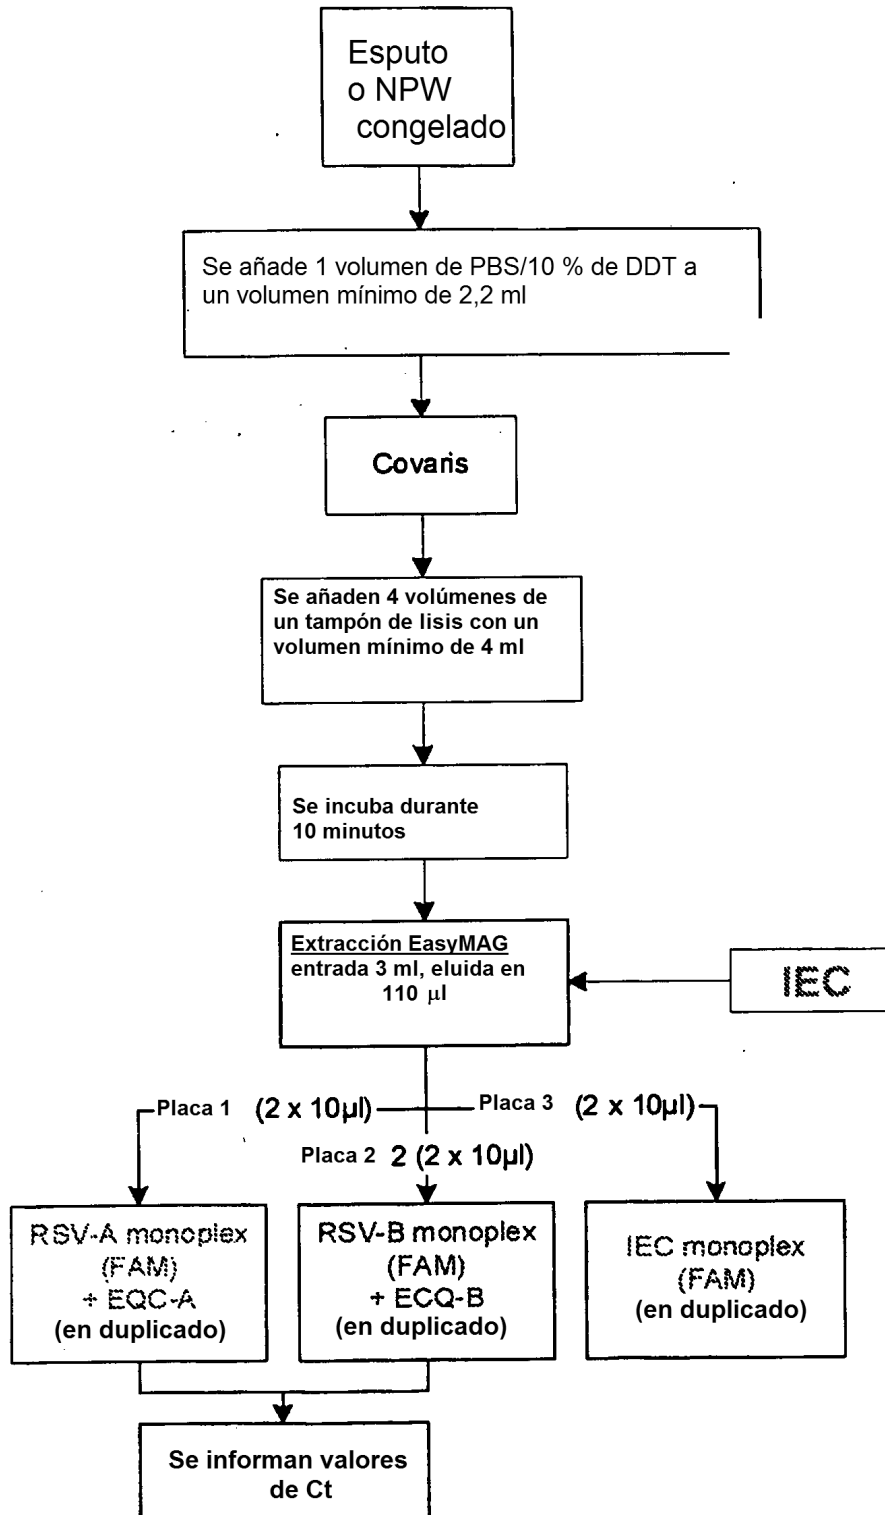 Esputo
o NPW
congelado
Se añade 1 volumen de PBS/10 % de DDT a
un volumen mínimo de 2,2 ml
Covaris
Se añaden 4 volúmenes de
un tampón de lisis con un
volumen mínimo de 4 ml
Se incuba durante
10 minutos
Extracción EasyMAG
entrada 3 ml, eluida en
110 µl
IEC
Placa 1 (2 x 10µl)
Placa 3 (2 x 10µl)
Placa 2 2 (2 x 10µl)
RSV-A monoplex
(FAM)
+ EQC-A
(en duplicado)
RSV-B monoplex
(FAM)
+ ECQ-B
(en duplicado)
IEC monoplex
(FAM)
(en duplicado)
Se informan valores
de Ct